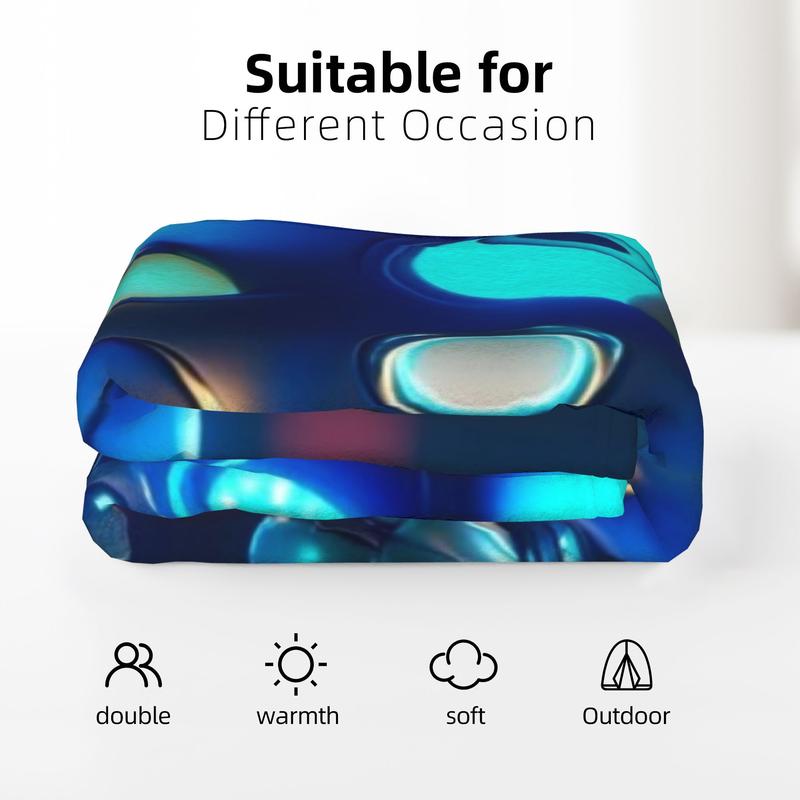 Suitable for
Different Occasion
double
warmth
soft
Outdoor